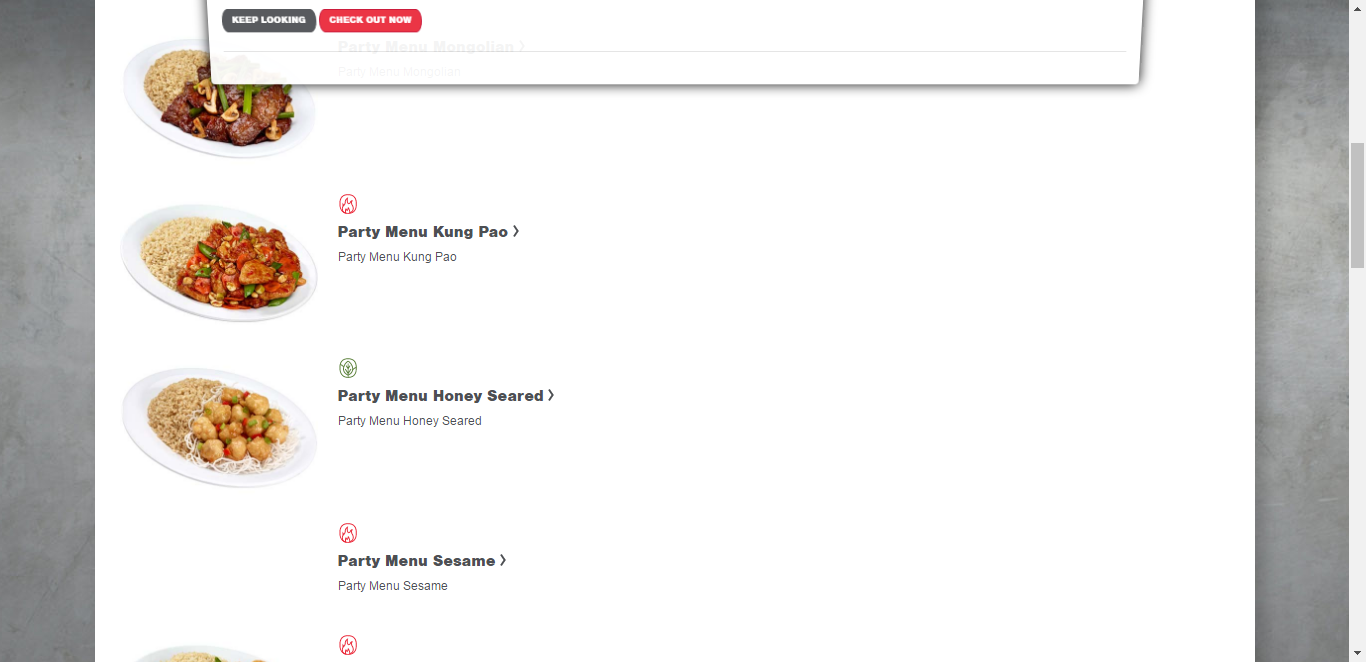 KEEP LOOKING CHECK OUT NOW
Party Menu Mongolian >
Party Menu Mongolian
Party Menu Kung Pao >
Party Menu Kung Pao
Party Menu Honey Seared >
Party Menu Honey Seared
Party Menu Sesame >
Party Menu Sesame